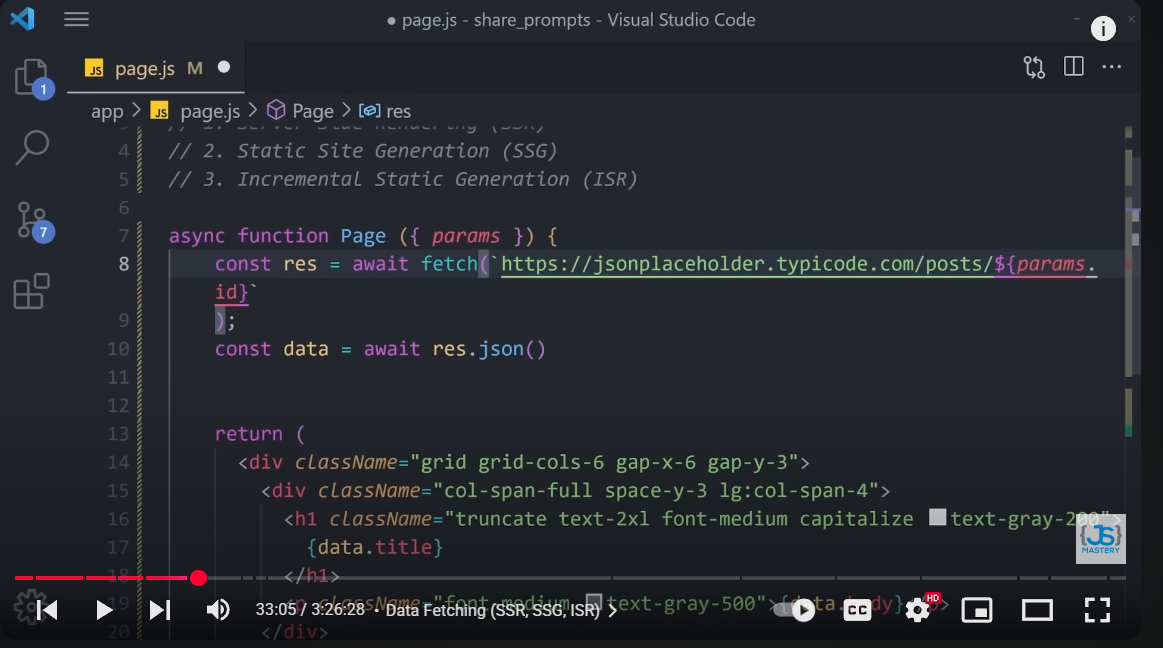 ● page.js - share_prompts - Visual Studio Code
JS page.js M ●
1
app > JS page.js > Page > res
3 // 1. Server Side Rendering (SSR)
4 // 2. Static Site Generation (SSG)
5 // 3. Incremental Static Generation (ISR)
6
7 async function Page ({ params }) {
8 const res = await fetch(`https://jsonplaceholder.typicode.com/posts/${params.
id}`
9 );
10 const data = await res.json()
11
12
13 return (
14 <div className="grid grid-cols-6 gap-x-6 gap-y-3">
15 <div className="col-span-full space-y-3 lg:col-span-4">
16 <h1 className="truncate text-2xl font-medium capitalize text-gray-200">
17 {data.title}
18 </h1>
19 <p className="font-medium text-gray-500">{data.body}</p>
20 </div>
7
{JS}
MASTERY
33:05 / 3:26:28 • Data Fetching (SSR, SSG, ISR) >
CC
HD